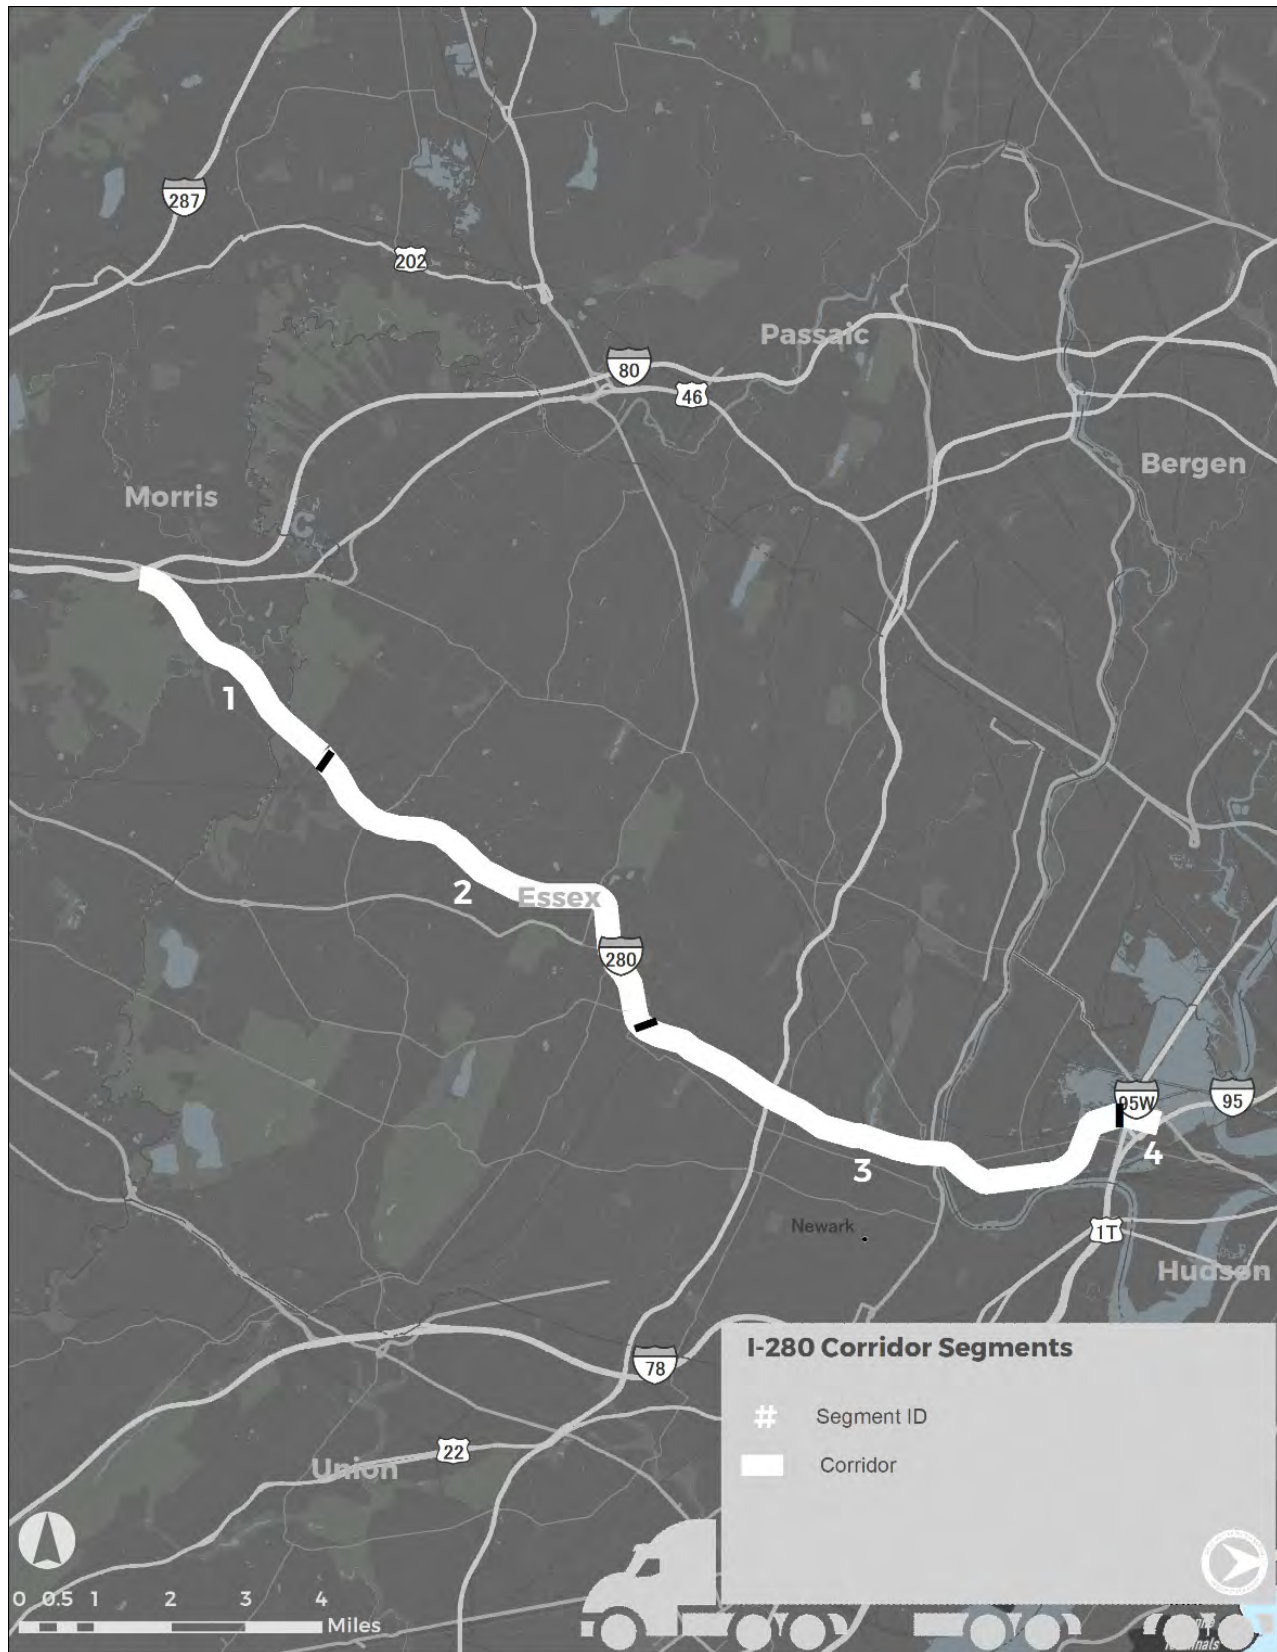 287
202
Passaic
80
46
Bergen
Morris
C
1
2
Essex
280
95W
95
3
4
Newark
1T
Hudson
I-280 Corridor Segments
78
# Segment ID
Corridor
22
Union
0 0.5 1 2 3 4
Miles